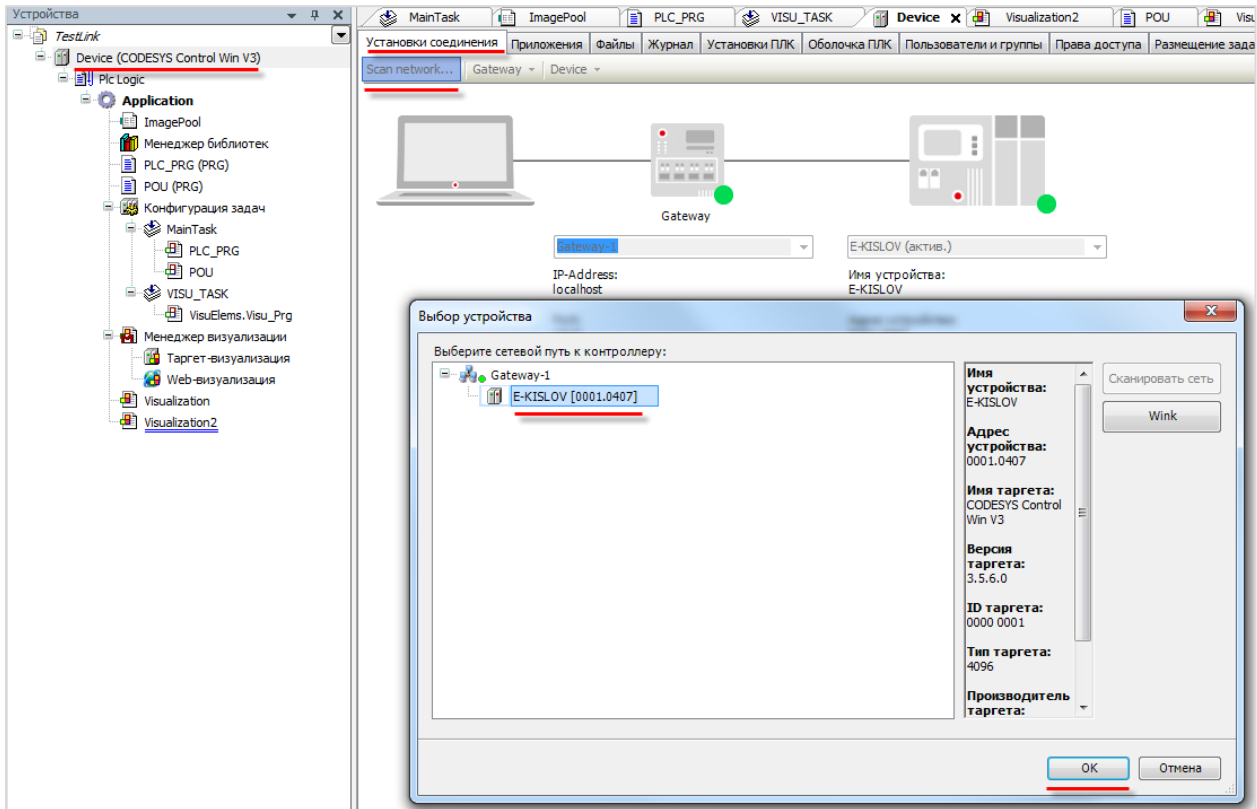 Устройства
TestLink
Device (CODESYS Control Win V3)
Plc Logic
Application
ImagePool
Менеджер библиотек
PLC_PRG (PRG)
POU (PRG)
Конфигурация задач
MainTask
PLC_PRG
POU
VISU_TASK
VisuElems.Visu_Prg
Менеджер визуализации
Таргет-визуализация
Web-визуализация
Visualization
Visualization2
MainTask ImagePool PLC_PRG VISU_TASK Device Visualization2 POU
Установки соединения Приложения Файлы Журнал Установки ПЛК Оболочка ПЛК Пользователи и группы Права доступа Размещение зада
Scan network... Gateway Device
Gateway
Gateway-1 E-KISLOV (актив.)
IP-Address: Имя устройства:
localhost E-KISLOV
Выбор устройства
Выберите сетевой путь к контроллеру:
Gateway-1
E-KISLOV [0001.0407]
Имя
устройства:
E-KISLOV
Адрес
устройства:
0001.0407
Имя таргета:
CODESYS Control
Win V3
Версия
таргета:
3.5.6.0
ID таргета:
0000 0001
Тип таргета:
4096
Производитель
таргета:
Сканировать сеть
Wink
OK Отмена